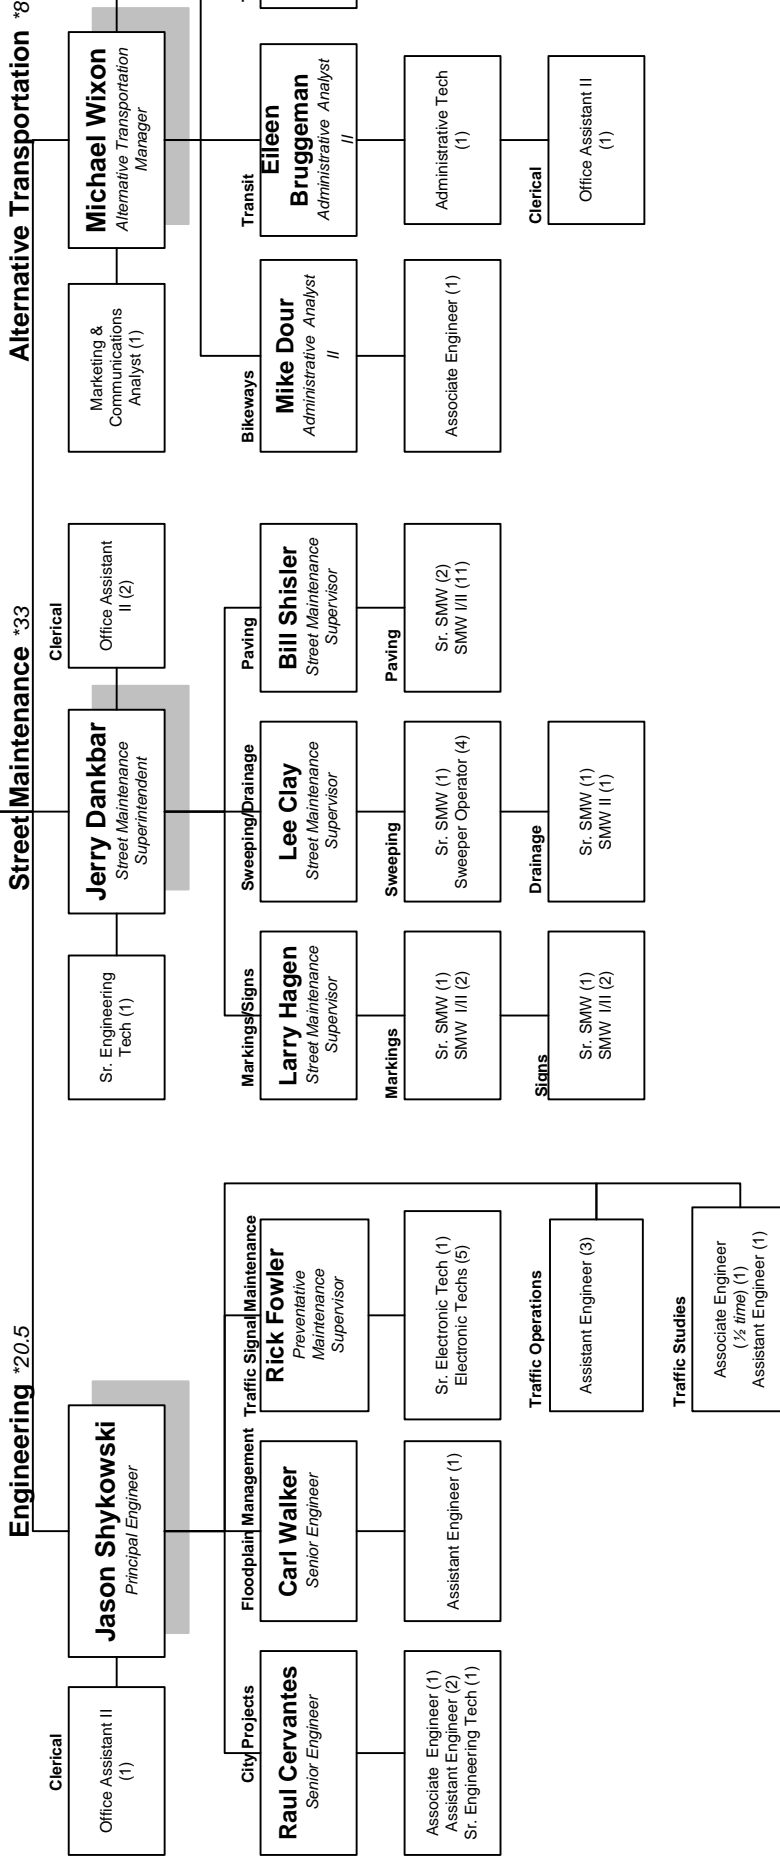 Engineering *20.5
Clerical
Office Assistant II
(1)
Jason Shykowski
Principal Engineer
City Projects
Raul Cervantes
Senior Engineer
Associate Engineer (1)
Assistant Engineer (2)
Sr. Engineering Tech (1)
Floodplain Management
Carl Walker
Senior Engineer
Assistant Engineer (1)
Traffic Signal Maintenance
Rick Fowler
Preventative
Maintenance
Supervisor
Sr. Electronic Tech (1)
Electronic Techs (5)
Traffic Operations
Assistant Engineer (3)
Traffic Studies
Associate Engineer
(½ time) (1)
Assistant Engineer (1)
Street Maintenance *33
Sr. Engineering
Tech (1)
Jerry Dankbar
Street Maintenance
Superintendent
Clerical
Office Assistant
II (2)
Markings/Signs
Larry Hagen
Street Maintenance
Supervisor
Markings
Sr. SMW (1)
SMW I/II (2)
Signs
Sr. SMW (1)
SMW I/II (2)
Sweeping/Drainage
Lee Clay
Street Maintenance
Supervisor
Sweeping
Sr. SMW (1)
Sweeper Operator (4)
Drainage
Sr. SMW (1)
SMW II (1)
Paving
Bill Shisler
Street Maintenance
Supervisor
Paving
Sr. SMW (2)
SMW I/II (11)
Alternative Transportation *8
Marketing &
Communications
Analyst (1)
Michael Wixon
Alternative Transportation
Manager
Bikeways
Mike Dour
Administrative Analyst
II
Associate Engineer (1)
Transit
Eileen
Bruggeman
Administrative Analyst
II
Administrative Tech
(1)
Clerical
Office Assistant II
(1)